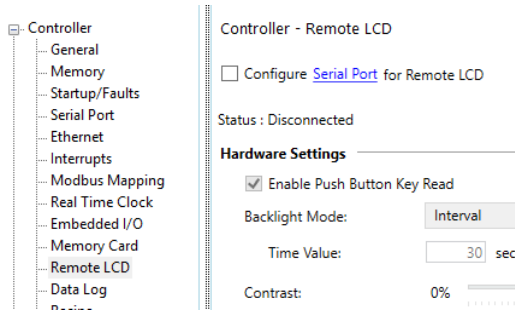 Controller
General
Memory
Startup/Faults
Serial Port
Ethernet
Interrupts
Modbus Mapping
Real Time Clock
Embedded I/O
Memory Card
Remote LCD
Data Log
Controller - Remote LCD
Configure Serial Port for Remote LCD
Status : Disconnected
Hardware Settings
Enable Push Button Key Read
Backlight Mode: Interval
Time Value: 30 sec
Contrast: 0%